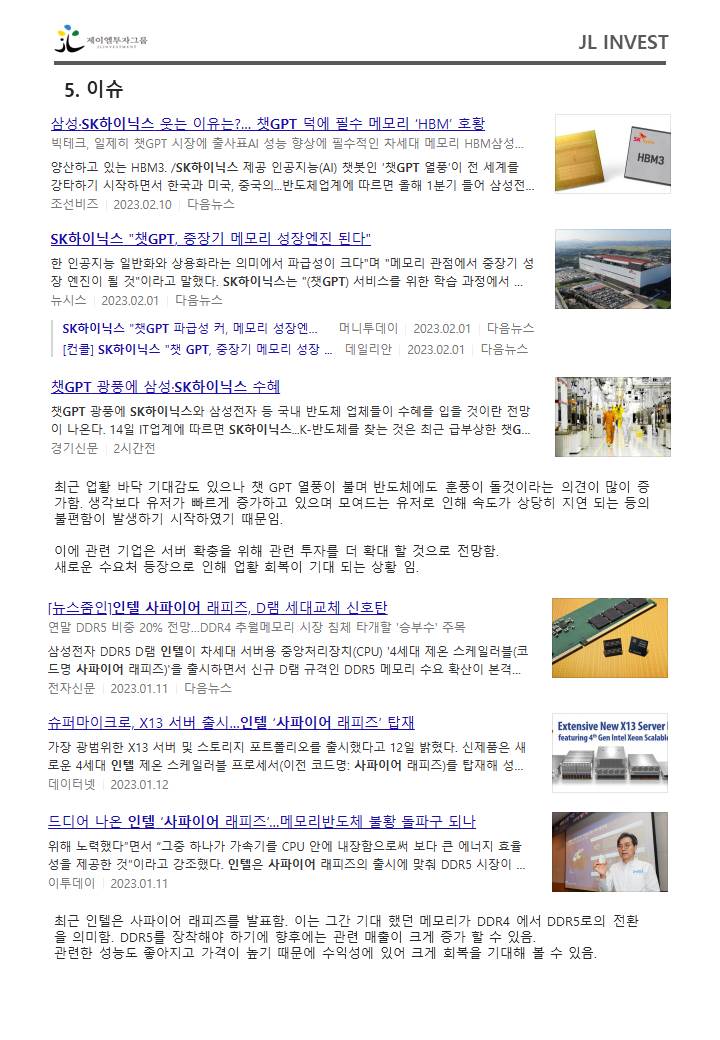 제이엘투자그룹
JL INVESTMENT
JL INVEST
5. 이슈
삼성·SK하이닉스 웃는 이유는?... 챗GPT 덕에 필수 메모리 ‘HBM’ 호황
빅테크, 일제히 챗GPT 시장에 출사표AI 성능 향상에 필수적인 차세대 메모리 HBM삼성...
양산하고 있는 HBM3. /SK하이닉스 제공 인공지능(AI) 챗봇인 '챗GPT 열풍'이 전 세계를
강타하기 시작하면서 한국과 미국, 중국의...반도체업계에 따르면 올해 1분기 들어 삼성전...
조선비즈 2023.02.10 다음뉴스
HBM3
SK하이닉스 "챗GPT, 중장기 메모리 성장엔진 된다"
한 인공지능 일반화와 상용화라는 의미에서 파급성이 크다"며 "메모리 관점에서 중장기 성
장 엔진이 될 것"이라고 말했다. SK하이닉스는 "(챗GPT) 서비스를 위한 학습 과정에서 ...
뉴시스 2023.02.01 다음뉴스
SK하이닉스 "챗GPT 파급성 커, 메모리 성장엔... 머니투데이 2023.02.01 다음뉴스
[컨콜] SK하이닉스 "챗 GPT, 중장기 메모리 성장 ... 데일리안 2023.02.01 다음뉴스
챗GPT 광풍에 삼성·SK하이닉스 수혜
챗GPT 광풍에 SK하이닉스와 삼성전자 등 국내 반도체 업체들이 수혜를 입을 것이란 전망
이 나온다. 14일 IT업계에 따르면 SK하이닉스...K-반도체를 찾는 것은 최근 급부상한 챗G...
경기신문 2시간전
최근 업황 바닥 기대감도 있으나 챗 GPT 열풍이 불며 반도체에도 훈풍이 돌것이라는 의견이 많이 증
가함. 생각보다 유저가 빠르게 증가하고 있으며 모여드는 유저로 인해 속도가 상당히 지연 되는 등의
불편함이 발생하기 시작하였기 때문임.
이에 관련 기업은 서버 확충을 위해 관련 투자를 더 확대 할 것으로 전망함.
새로운 수요처 등장으로 인해 업황 회복이 기대 되는 상황 임.
[뉴스줌인]인텔 사파이어 래피즈, D램 세대교체 신호탄
연말 DDR5 비중 20% 전망...DDR4 추월메모리 시장 침체 타개할 '승부수' 주목
삼성전자 DDR5 D램 인텔이 차세대 서버용 중앙처리장치(CPU) '4세대 제온 스케일러블(코
드명 사파이어 래피즈)'을 출시하면서 신규 D램 규격인 DDR5 메모리 수요 확산이 본격...
전자신문 2023.01.11 다음뉴스
슈퍼마이크로, X13 서버 출시...인텔 ‘사파이어 래피즈’ 탑재
가장 광범위한 X13 서버 및 스토리지 포트폴리오를 출시했다고 12일 밝혔다. 신제품은 새
로운 4세대 인텔 제온 스케일러블 프로세서(이전 코드명: 사파이어 래피즈)를 탑재해 성...
데이터넷 2023.01.12
Extensive New X13 Server
featuring 4th Gen Intel Xeon Scalable
드디어 나온 인텔 ‘사파이어 래피즈’...메모리반도체 불황 돌파구 되나
위해 노력했다”면서 “그중 하나가 가속기를 CPU 안에 내장함으로써 보다 큰 에너지 효율
성을 제공한 것”이라고 강조했다. 인텔은 사파이어 래피즈의 출시에 맞춰 DDR5 시장이 ...
이투데이 2023.01.11
최근 인텔은 사파이어 래피즈를 발표함. 이는 그간 기대 했던 메모리가 DDR4 에서 DDR5로의 전환
을 의미함. DDR5를 장착해야 하기에 향후에는 관련 매출이 크게 증가 할 수 있음.
관련한 성능도 좋아지고 가격이 높기 때문에 수익성에 있어 크게 회복을 기대해 볼 수 있음.